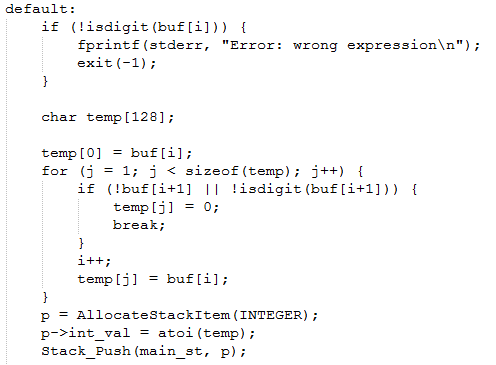 default:
    if (!isdigit(buf[i])) {
        fprintf(stderr, "Error: wrong expression\n");
        exit(-1);
    }

    char temp[128];

    temp[0] = buf[i];
    for (j = 1; j < sizeof(temp); j++) {
        if (!buf[i+1] || !isdigit(buf[i+1])) {
            temp[j] = 0;
            break;
        }
        i++;
        temp[j] = buf[i];
    }
    p = AllocateStackItem(INTEGER);
    p->int_val = atoi(temp);
    Stack_Push(main_st, p);